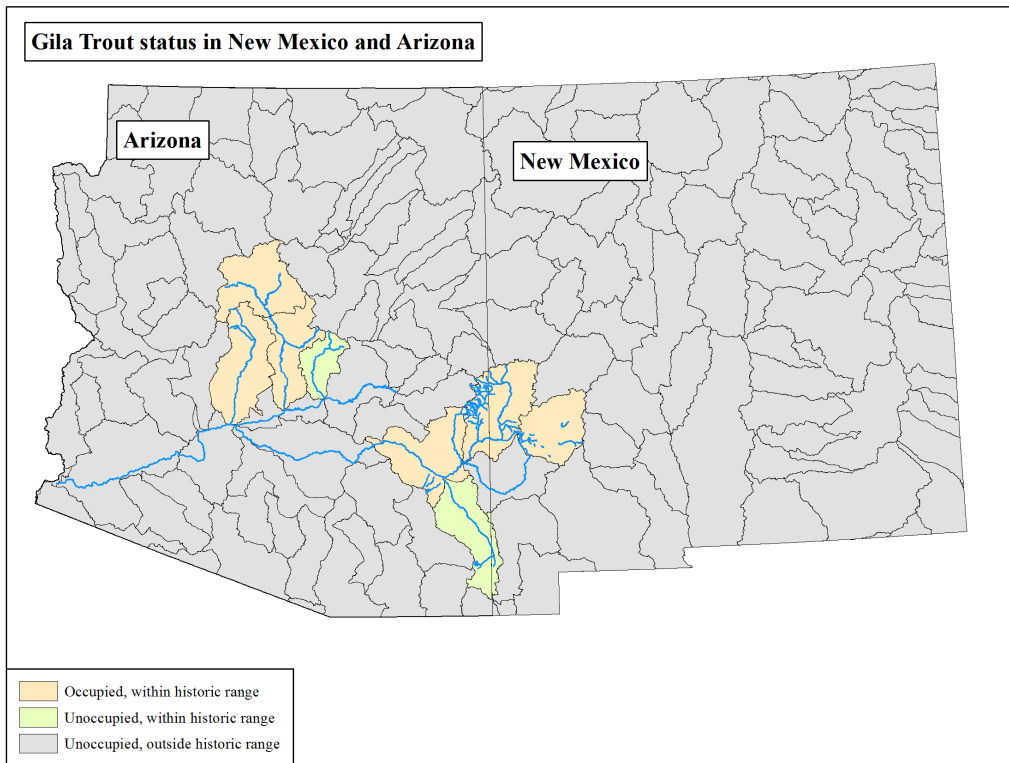 Gila Trout status in New Mexico and Arizona
Arizona
New Mexico
Occupied, within historic range
Unoccupied, within historic range
Unoccupied, outside historic range